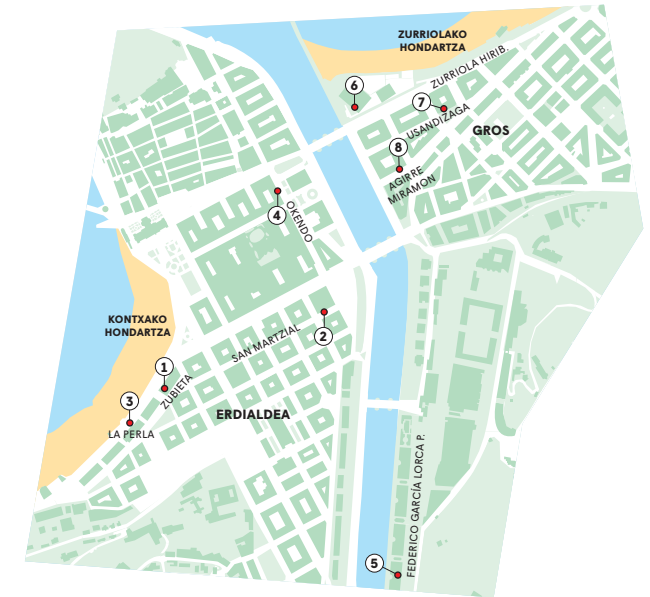 ZURRIOLAKO
HONDARTZA
ZURRIOLA HIRIB.
6
7
USANDIZAGA
GROS
8
AGIRRE
MIRAMON
4
OKENDO
KONTXAKO
HONDARTZA
SAN MARTZIAL
2
1
ZUBIETA
3
LA PERLA
ERDIALDEA
FEDERICO GARCÍA LORCA P.
5